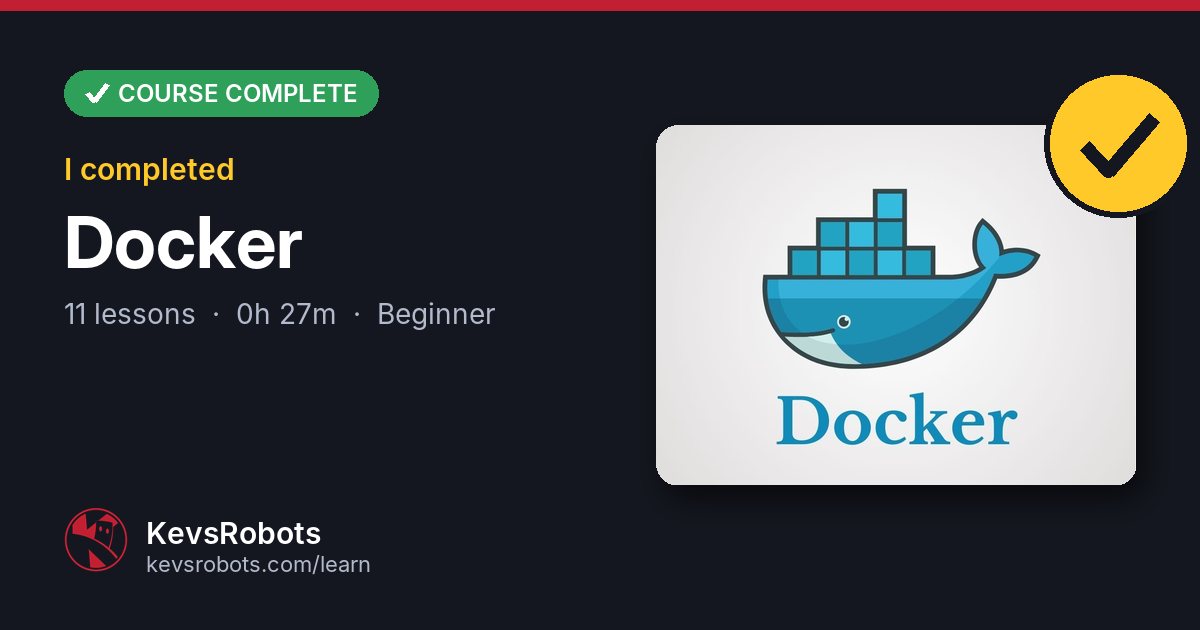 COURSE COMPLETE
I completed
Docker
11 lessons · 0h 27m · Beginner
Docker
KevsRobots
kevsrobots.com/learn